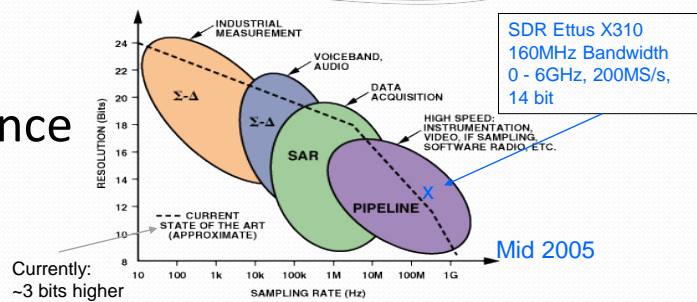 INDUSTRIAL
MEASUREMENT
VOICEBAND,
AUDIO
DATA
ACQUISITION
HIGH SPEED:
INSTRUMENTATION,
VIDEO, IF SAMPLING,
SOFTWARE RADIO, ETC.
SDR Ettus X310
160MHz Bandwidth
0 - 6GHz, 200MS/s,
14 bit
nce
RESOLUTION (Bits)
24
22
20
18
16
14
12
10
8
Σ-Δ
Σ-Δ
SAR
PIPELINE
X
CURRENT
STATE OF THE ART
(APPROXIMATE)
Mid 2005
Currently:
~3 bits higher
10 100 1k 10k 100k 1M 10M 100M 1G
SAMPLING RATE (Hz)